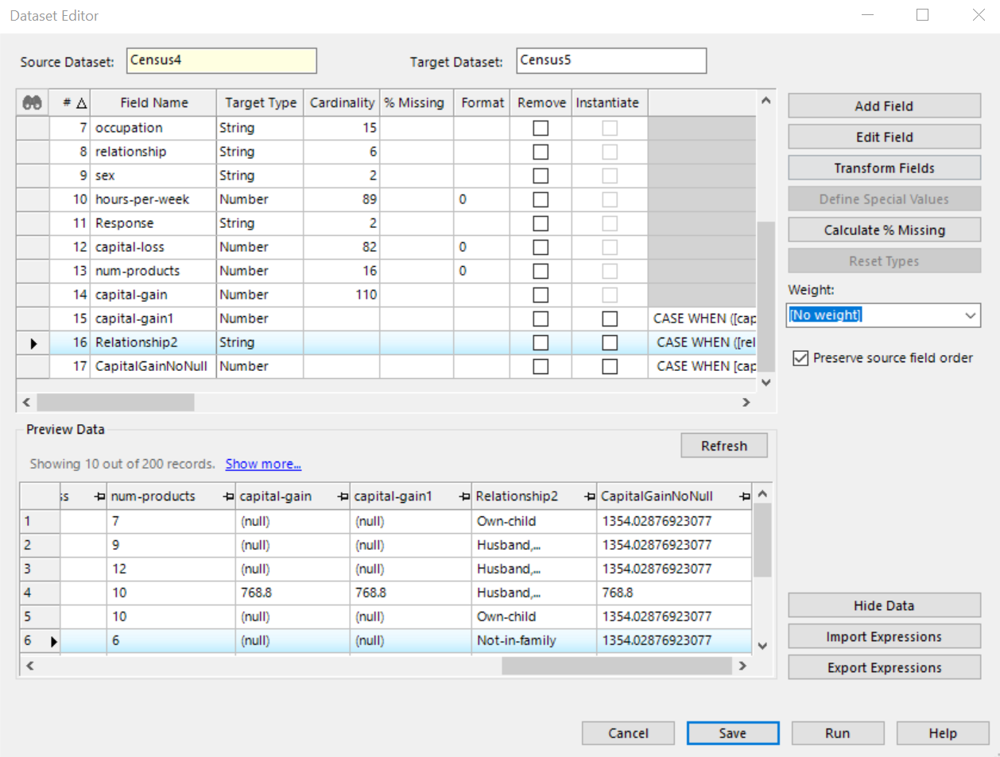 Dataset Editor
Source Dataset: Census4 Target Dataset: Census5
# Field Name Target Type Cardinality % Missing Format Remove Instantiate
7 occupation String 15
8 relationship String 6
9 sex String 2
10 hours-per-week Number 89 0
11 Response String 2
12 capital-loss Number 82 0
13 num-products Number 16 0
14 capital-gain Number 110
15 capital-gain1 Number CASE WHEN ([cap
16 Relationship2 String CASE WHEN ([rel
17 CapitalGainNoNull Number CASE WHEN [cap
Add Field
Edit Field
Transform Fields
Define Special Values
Calculate % Missing
Reset Types
Weight:
[No weight]
Preserve source field order
Preview Data
Refresh
Showing 10 out of 200 records. Show more...
ss num-products capital-gain capital-gain1 Relationship2 CapitalGainNoNull
1 7 (null) (null) Own-child 1354.02876923077
2 9 (null) (null) Husband,... 1354.02876923077
3 12 (null) (null) Husband,... 1354.02876923077
4 10 768.8 768.8 Husband,... 768.8
5 10 (null) (null) Own-child 1354.02876923077
6 6 (null) (null) Not-in-family 1354.02876923077
Hide Data
Import Expressions
Export Expressions
Cancel Save Run Help